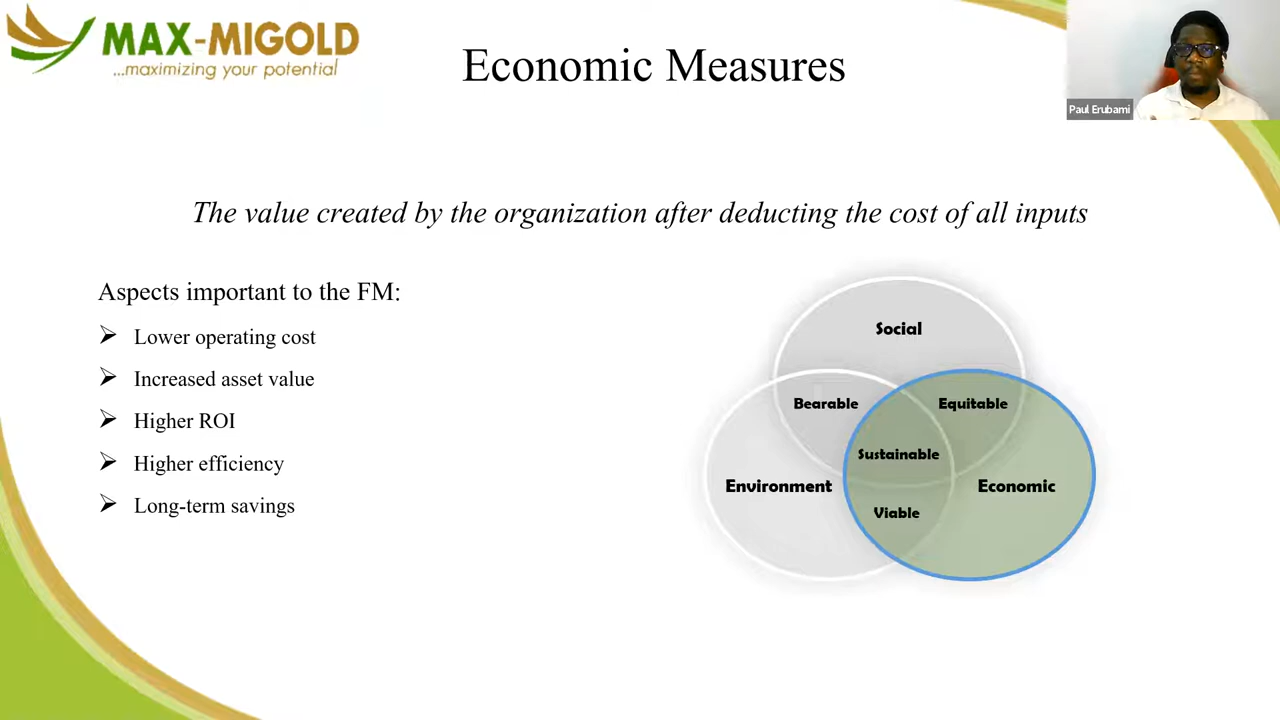 MAX-MIGOLD
...maximizing your potential
Economic Measures
Paul Erubami
The value created by the organization after deducting the cost of all inputs
Aspects important to the FM:
Lower operating cost
Increased asset value
Higher ROI
Higher efficiency
Long-term savings
Social
Bearable
Equitable
Sustainable
Environment
Economic
Viable